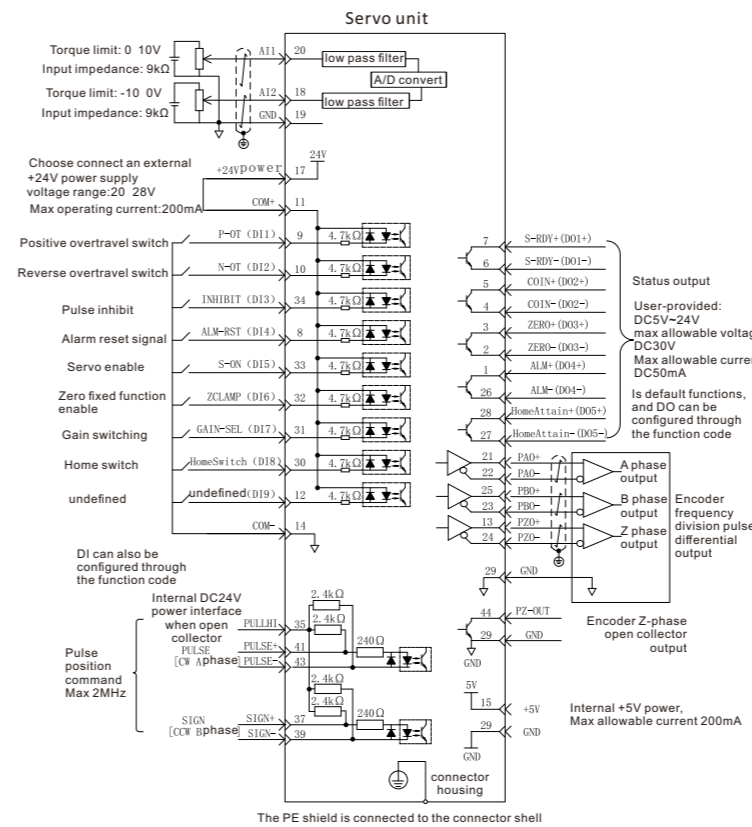 Servo unit
Torque limit: 0 10V
Input impedance: 9kΩ
Torque limit: -10 0V
Input impedance: 9kΩ
AI1 20
AI2 18
GND 19
low pass filter
A/D convert
low pass filter
Choose connect an external
+24V power supply
voltage range:20 28V
Max operating current:200mA
+24Vpower 17
24V
COM+ 11
Positive overtravel switch P-OT (DI1) 9 4.7kΩ
Reverse overtravel switch N-OT (DI2) 10 4.7kΩ
Pulse inhibit INHIBIT (DI3) 34 4.7kΩ
Alarm reset signal ALM-RST (DI4) 8 4.7kΩ
Servo enable S-ON (DI5) 33 4.7kΩ
Zero fixed function
enable
ZCLAMP (DI6) 32 4.7kΩ
Gain switching GAIN-SEL (DI7) 31 4.7kΩ
Home switch HomeSwitch (DI8) 30 4.7kΩ
undefined undefined(DI9) 12 4.7kΩ
COM- 14
DI can also be
configured through
the function code
7 S-RDY+(DO1+)
6 S-RDY-(DO1-)
5 COIN+(DO2+)
4 COIN-(DO2-)
3 ZERO+(DO3+)
2 ZERO-(DO3-)
1 ALM+(DO4+)
26 ALM-(DO4-)
28 HomeAttain+(DO5+)
27 HomeAttain-(DO5-)
Status output
User-provided:
DC5V~24V
max allowable voltag
DC30V
Max allowable curren
DC50mA
Is default functions,
and DO can be
configured through
the function code
21 PAO+
22 PAO-
25 PBO+
23 PBO-
13 PZO+
24 PZO-
A phase
output
B phase
output
Z phase
output
Encoder
frequency
division pulse
differential
output
29 GND
44 PZ-OUT
29 GND
GND
Encoder Z-phase
open collector
output
5V
15 +5V
29 GND
GND
Internal +5V power,
Max allowable current 200mA
Pulse
position
command
Max 2MHz
Internal DC24V
power interface
when open
collector
PULLHI 35
PULSE
[CW Aphase]
PULSE+ 41
PULSE- 43
2.4kΩ
2.4kΩ
240Ω
SIGN
[CCW Bphase]
SIGN+ 37
SIGN- 39
2.4kΩ
2.4kΩ
240Ω
connector
housing
The PE shield is connected to the connector shell